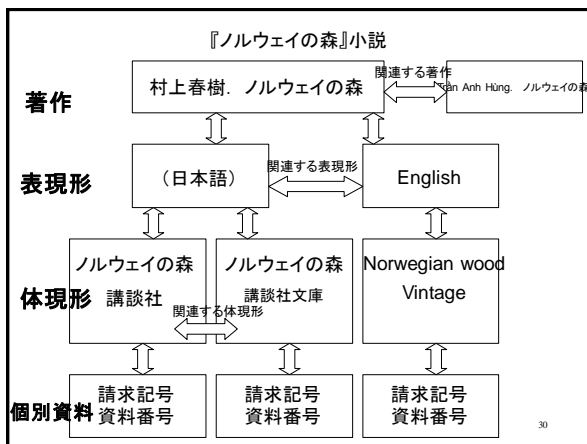 『ノルウェイの森』小説
関連する著作
著作
村上春樹. ノルウェイの森
Trần Anh Hùng. ノルウェイの森
関連する表現形
表現形
(日本語)
English
ノルウェイの森
講談社
ノルウェイの森
講談社文庫
Norwegian wood
Vintage
体現形
関連する体現形
個別資料
請求記号
資料番号
請求記号
資料番号
請求記号
資料番号
30